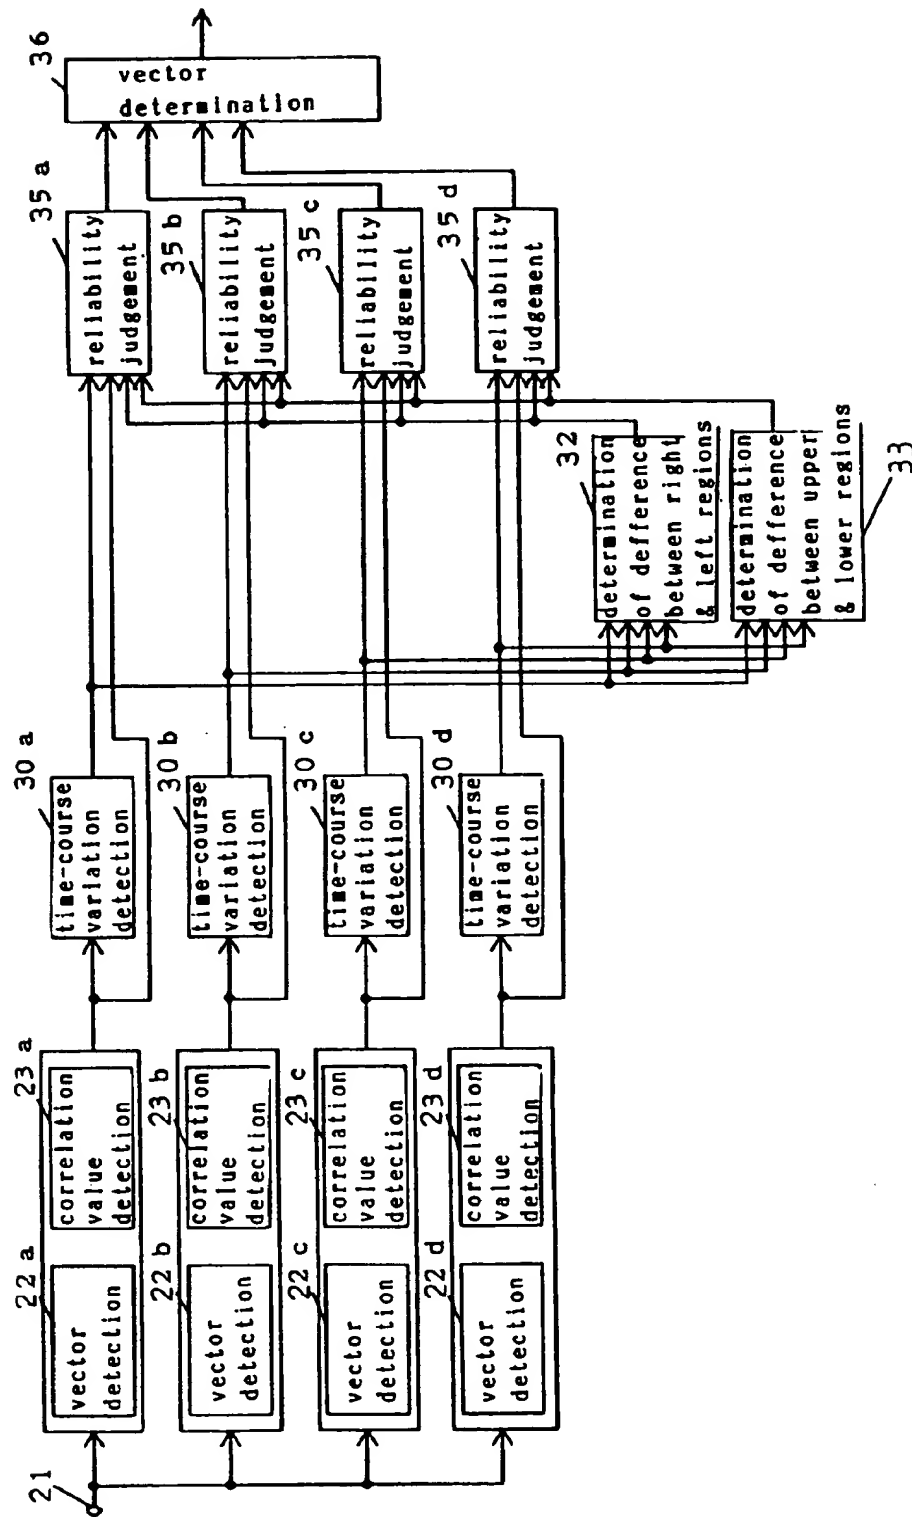 21
22 a
vector
detection
23 a
correlation
value
detection
30 a
time-course
variation
detection
35 a
reliability
judgement
36
vector
determination
22 b
vector
detection
23 b
correlation
value
detection
30 b
time-course
variation
detection
35 b
reliability
judgement
22 c
vector
detection
23 c
correlation
value
detection
30 c
time-course
variation
detection
35 c
reliability
judgement
22 d
vector
detection
23 d
correlation
value
detection
30 d
time-course
variation
detection
35 d
reliability
judgement
32
determination
of defference
between right
& left regions
determination
of defference
between upper
& lower regions
33